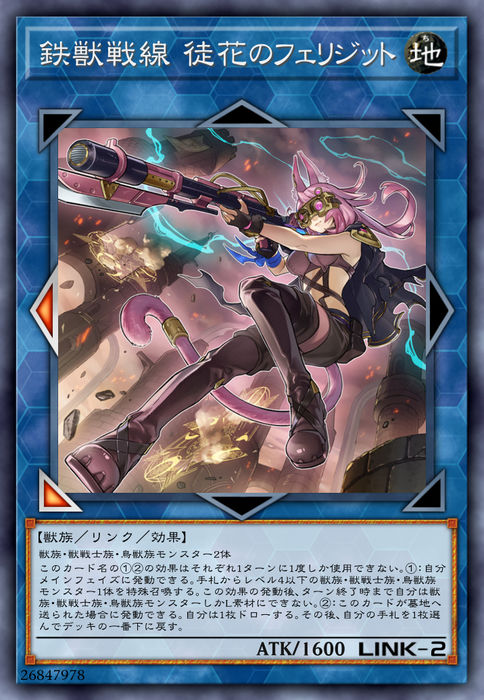 鉄獣戦線 徒花のフェリジット
ち
地
【獣族/リンク/効果】
獣族・獣戦士族・鳥獣族モンスター2体
このカード名の①②の効果はそれぞれ1ターンに1度しか使用できない。①:自分
メインフェイズに発動できる。手札からレベル4以下の獣族・獣戦士族・鳥獣族
モンスター1体を特殊召喚する。この効果の発動後、ターン終了時まで自分は獣
族・獣戦士族・鳥獣族モンスターしかL素材にできない。②:このカードが墓地へ
送られた場合に発動できる。自分は1枚ドローする。その後、自分の手札を1枚選
んでデッキの一番下に戻す。
ATK/1600 LINK-2
26847978